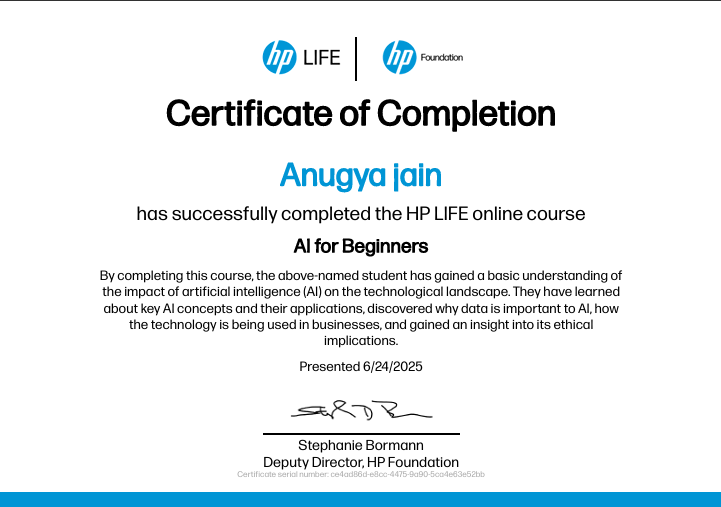 hp LIFE hp Foundation
Certificate of Completion
Anugya jain
has successfully completed the HP LIFE online course
AI for Beginners
By completing this course, the above-named student has gained a basic understanding of
the impact of artificial intelligence (AI) on the technological landscape. They have learned
about key AI concepts and their applications, discovered why data is important to AI, how
the technology is being used in businesses, and gained an insight into its ethical
implications.
Presented 6/24/2025
Stephanie Bormann
Deputy Director, HP Foundation
Certificate serial number: ce4ad86d-e8cc-4475-9a90-5ca4e63e52bb